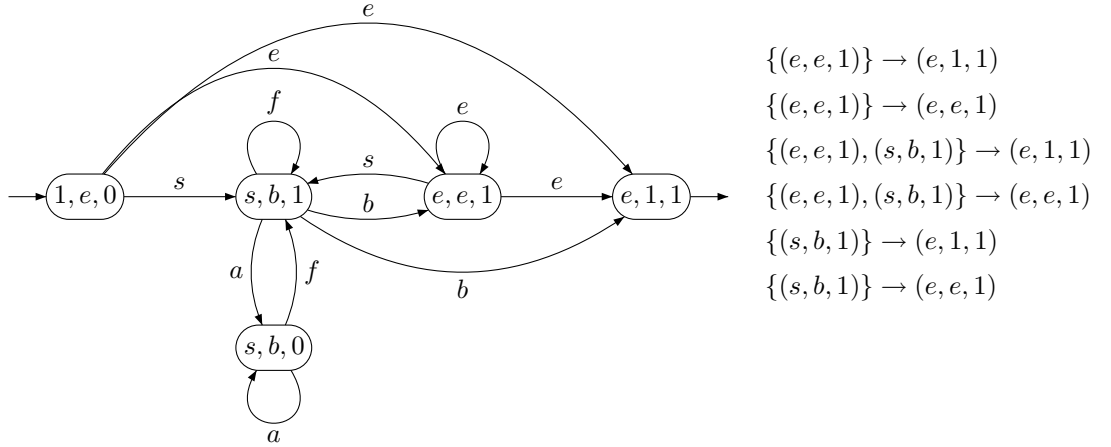 e
{(e, e, 1)} → (e, 1, 1)
e
{(e, e, 1)} → (e, e, 1)
f
e
{(e, e, 1), (s, b, 1)} → (e, 1, 1)
s
s
e
1, e, 0
s, b, 1
e, e, 1
e, 1, 1
{(e, e, 1), (s, b, 1)} → (e, e, 1)
b
{(s, b, 1)} → (e, 1, 1)
a
f
b
{(s, b, 1)} → (e, e, 1)
s, b, 0
a